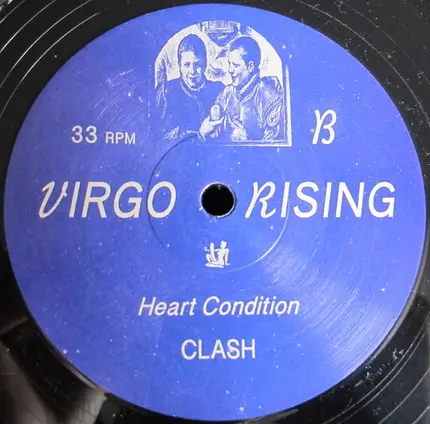 33 RPM
B
VIRGO RISING
Heart Condition
CLASH